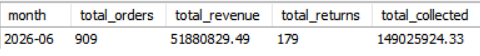 month total_orders total_revenue total_returns total_collected
2026-06 909 51880829.49 179 149025924.33